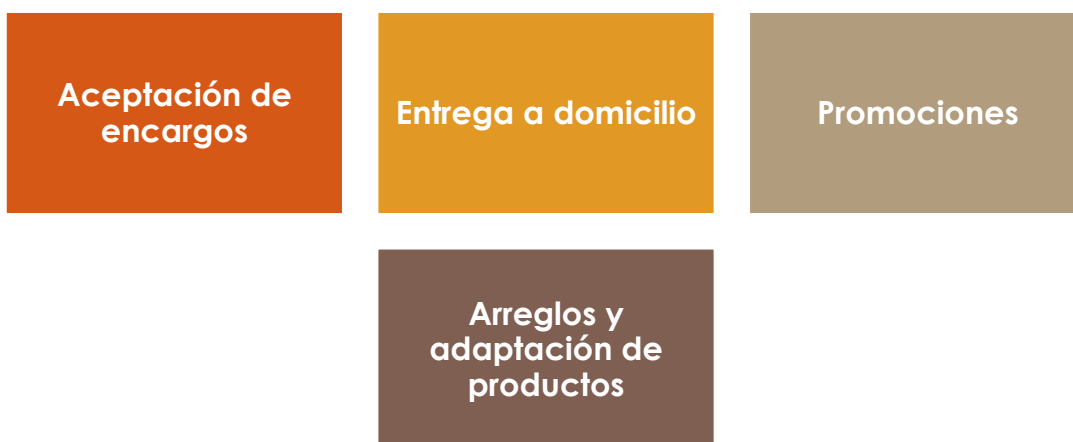 Aceptación de
encargos
Entrega a domicilio
Promociones
Arreglos y
adaptación de
productos